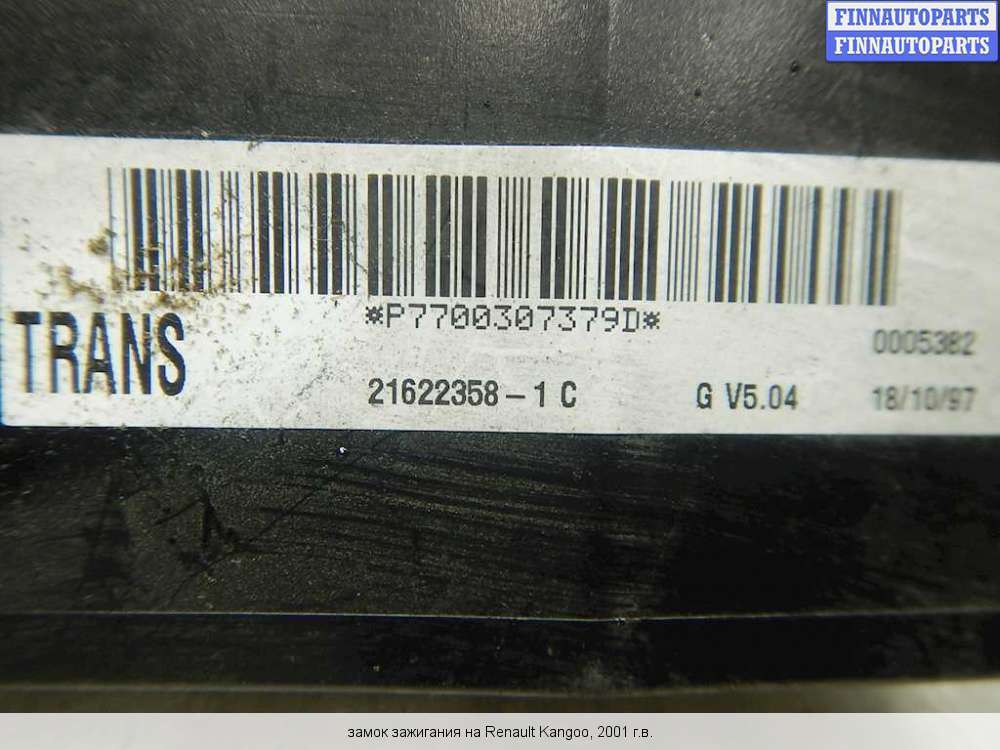 FINNAUTOPARTS
FINNAUTOPARTS
*P7700307379D*
TRANS
0005382
21622358-1 C G V5.04 18/10/97
замок зажигания на Renault Kangoo, 2001 г.в.